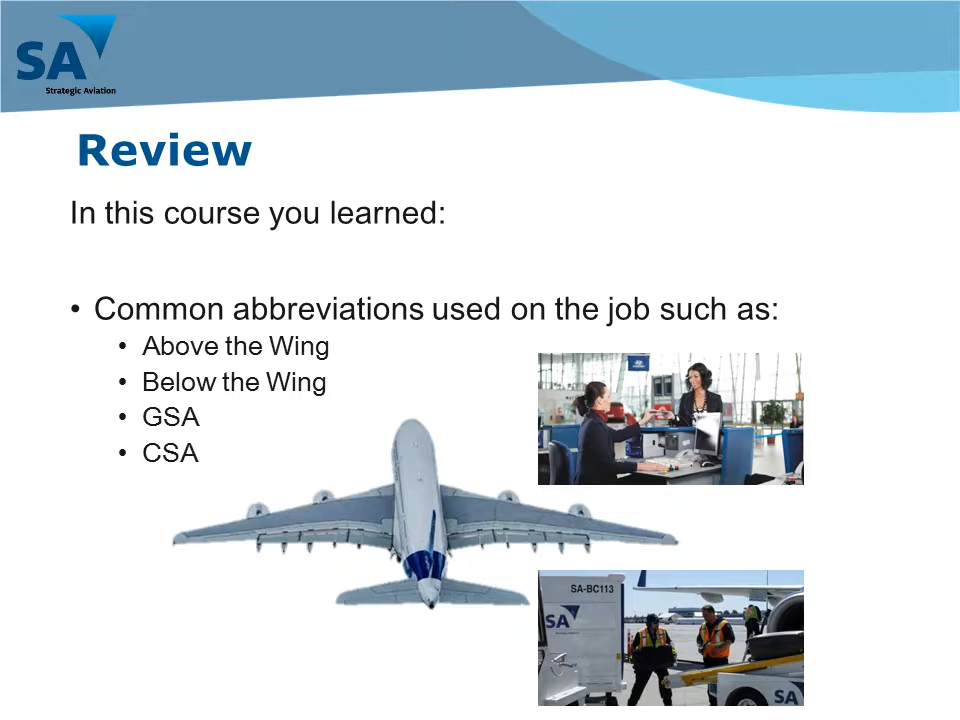 SA
Strategic Aviation
Review
In this course you learned:
• Common abbreviations used on the job such as:
• Above the Wing
• Below the Wing
• GSA
• CSA
SA-BC113
SA
SA